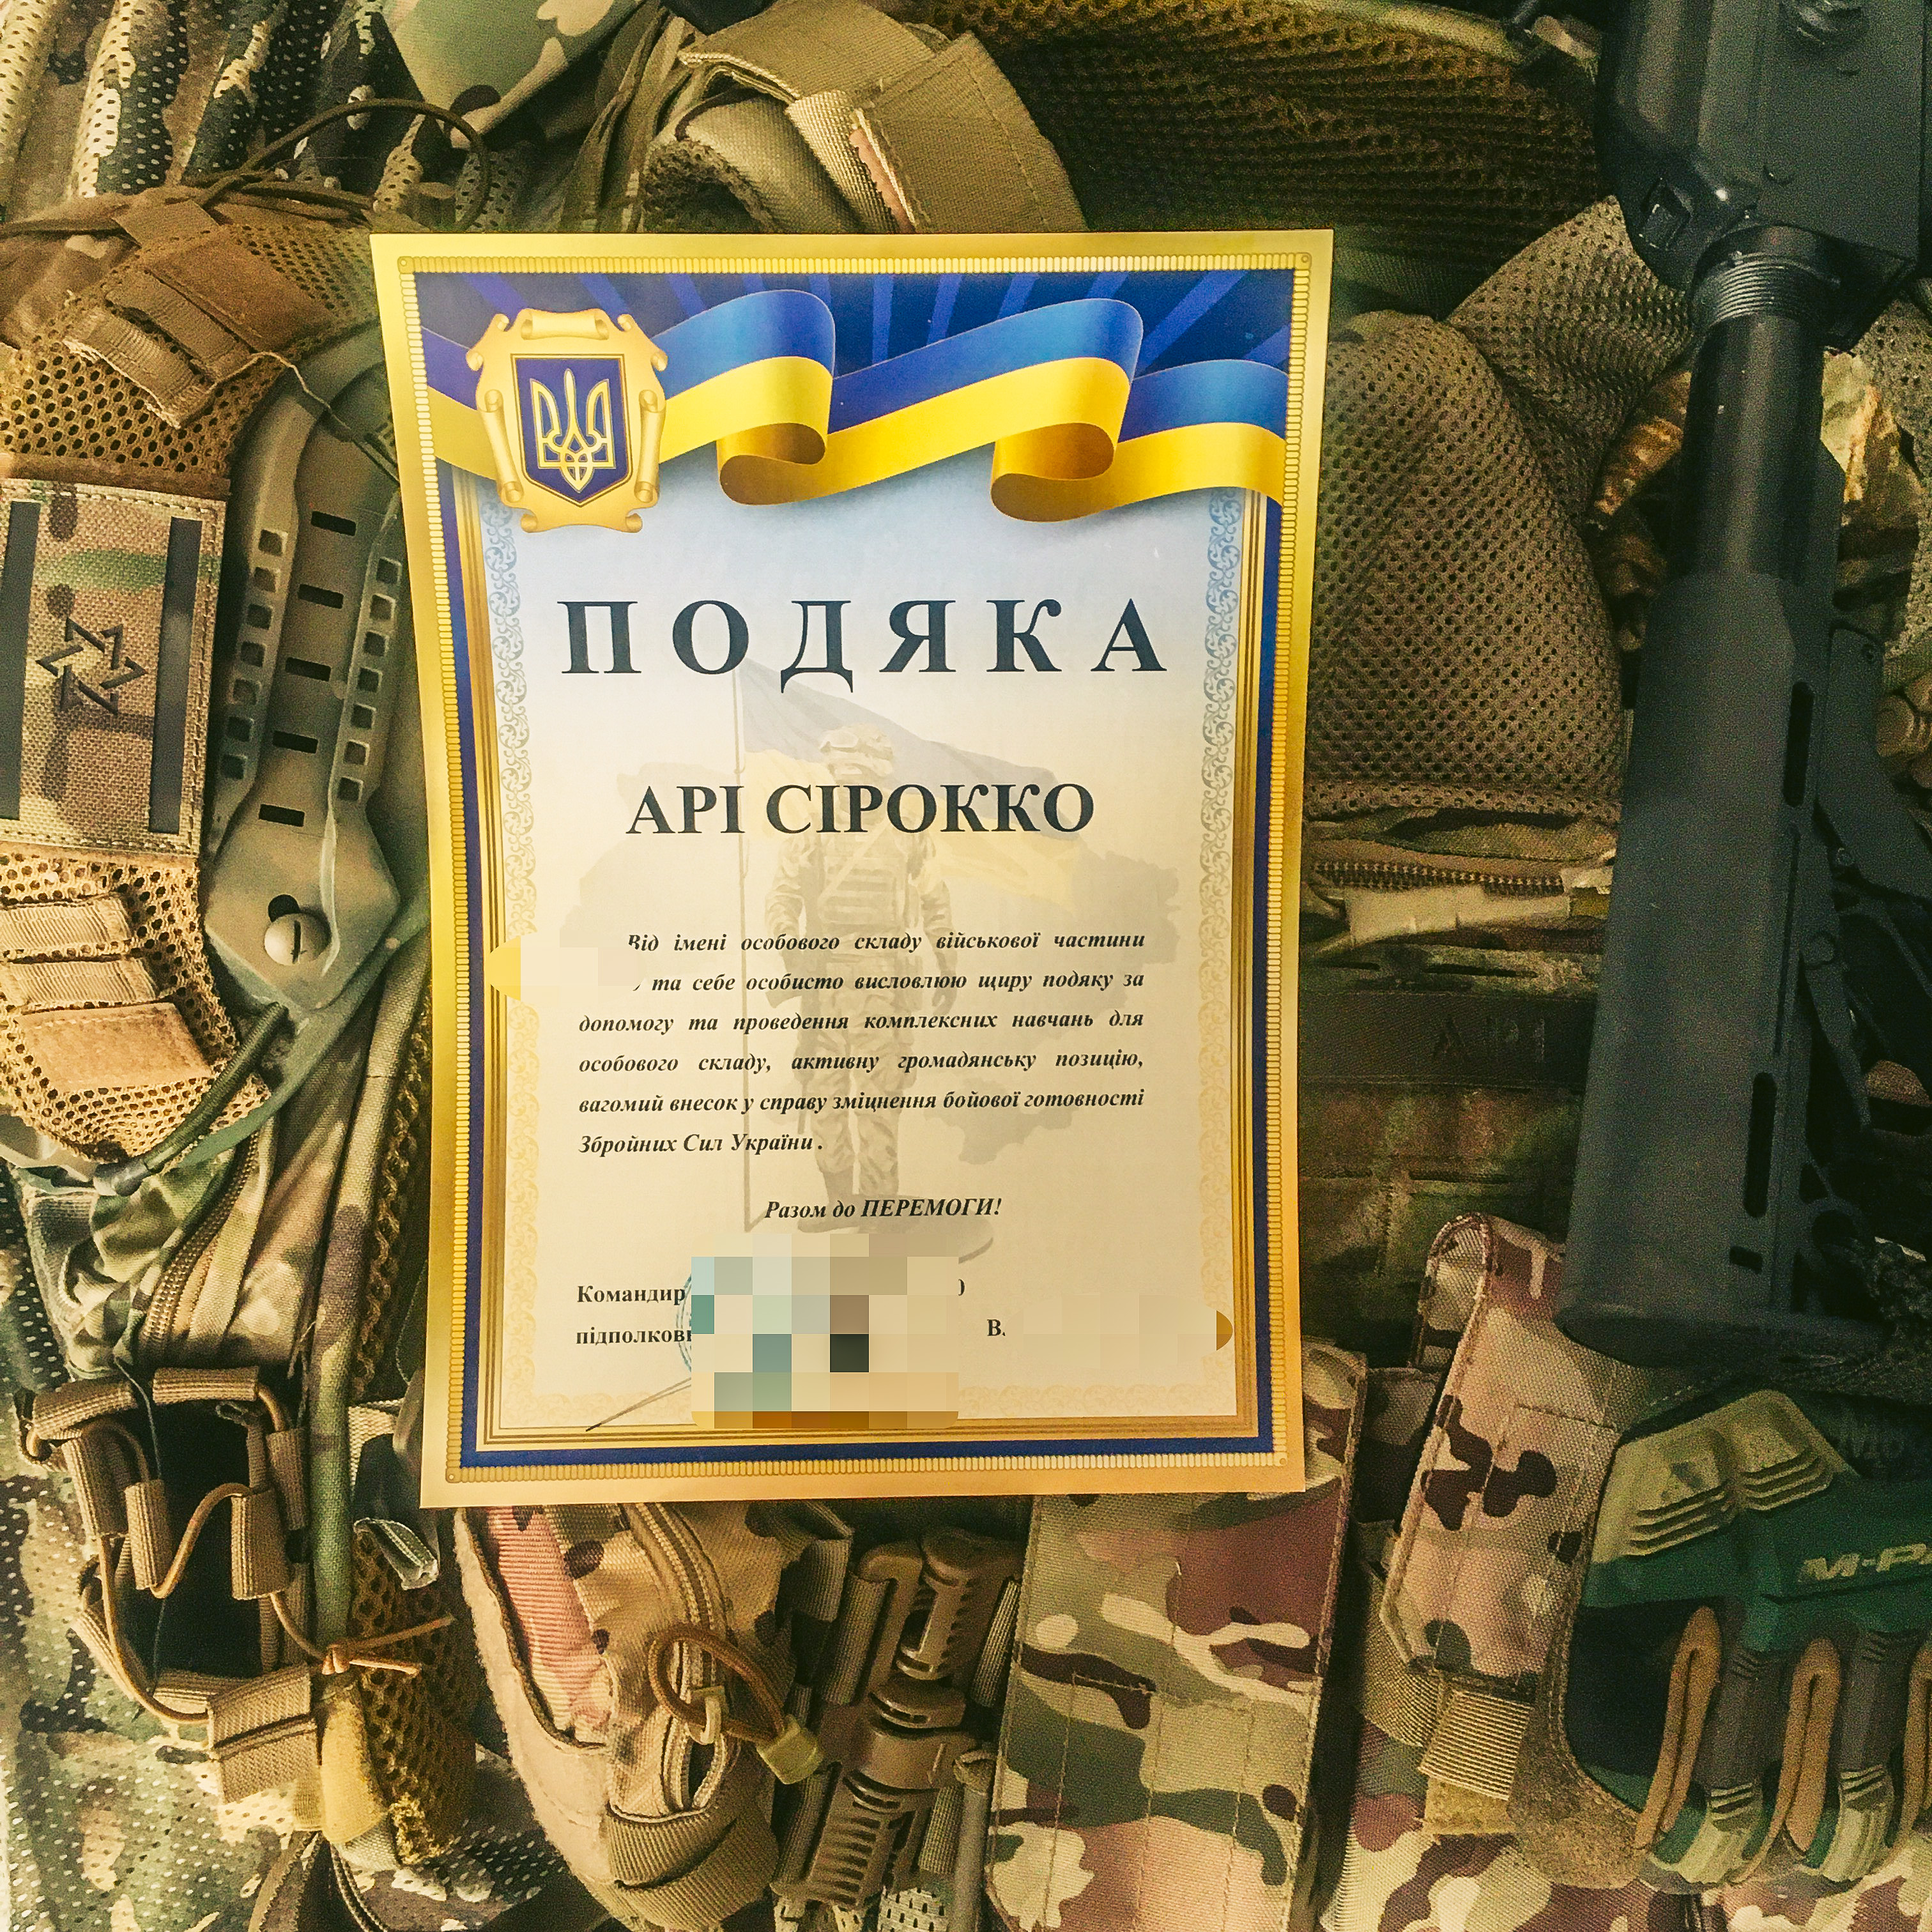 ПОДЯКА
АРІ СІРОККО
Від імені особового складу військової частини
та себе особисто висловлюю щиру подяку за
допомогу та проведення комплексних навчань для
особового складу, активну громадянську позицію,
вагомий внесок у справу зміцнення бойової готовності
Збройних Сил України .
Разом до ПЕРЕМОГИ!
Командир
В.